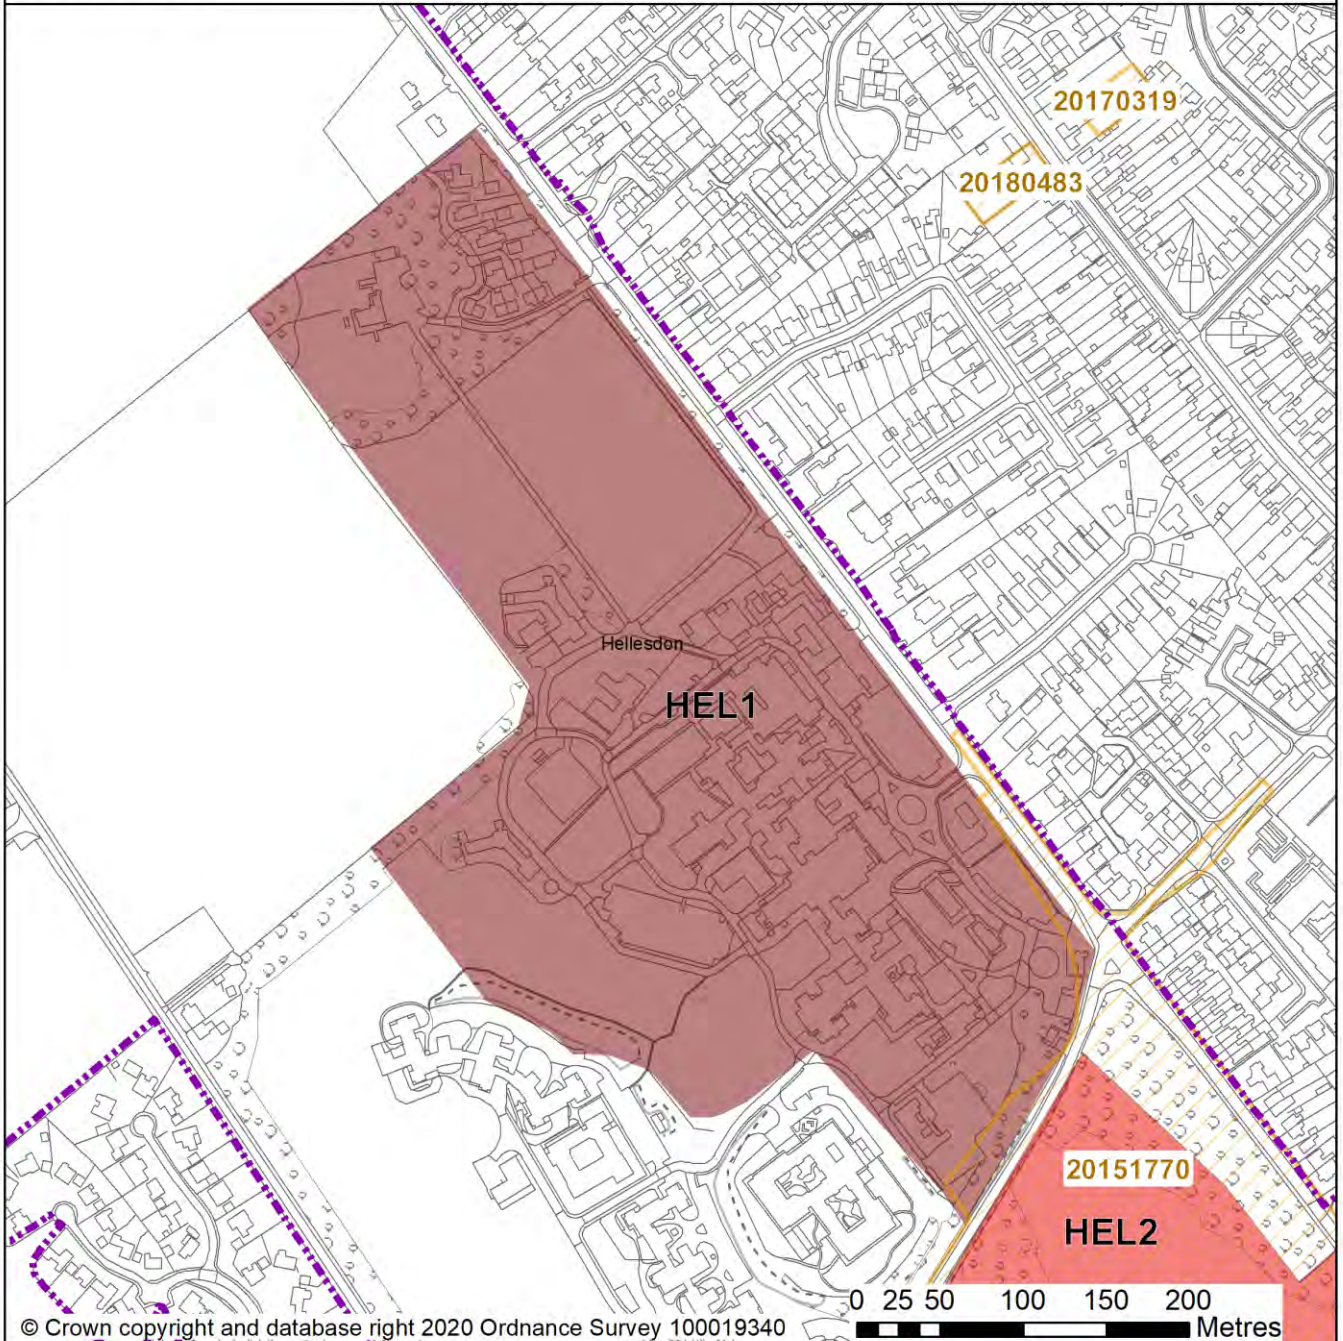 20170319
20180483
Hellesdon
HEL1
20151770
HEL2
0 25 50 100 150 200
Metres
© Crown copyright and database right 2020 Ordnance Survey 100019340